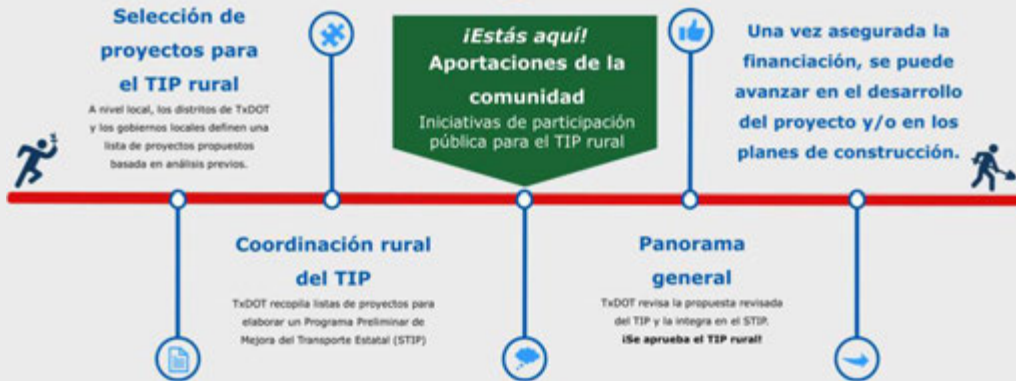 Selección de
proyectos para
el TIP rural
A nivel local, los distritos de TxDOT
y los gobiernos locales definen una
lista de proyectos propuestos
basada en análisis previos.
Coordinación rural
del TIP
TxDOT recopila listas de proyectos para
elaborar un Programa Preliminar de
Mejora del Transporte Estatal (STIP)
¡Estás aquí!
Aportaciones de la
comunidad
Iniciativas de participación
pública para el TIP rural
Panorama
general
TxDOT revisa la propuesta revisada
del TIP y la integra en el STIP.
¡Se aprueba el TIP rural!
Una vez asegurada la
financiación, se puede
avanzar en el desarrollo
del proyecto y/o en los
planes de construcción.